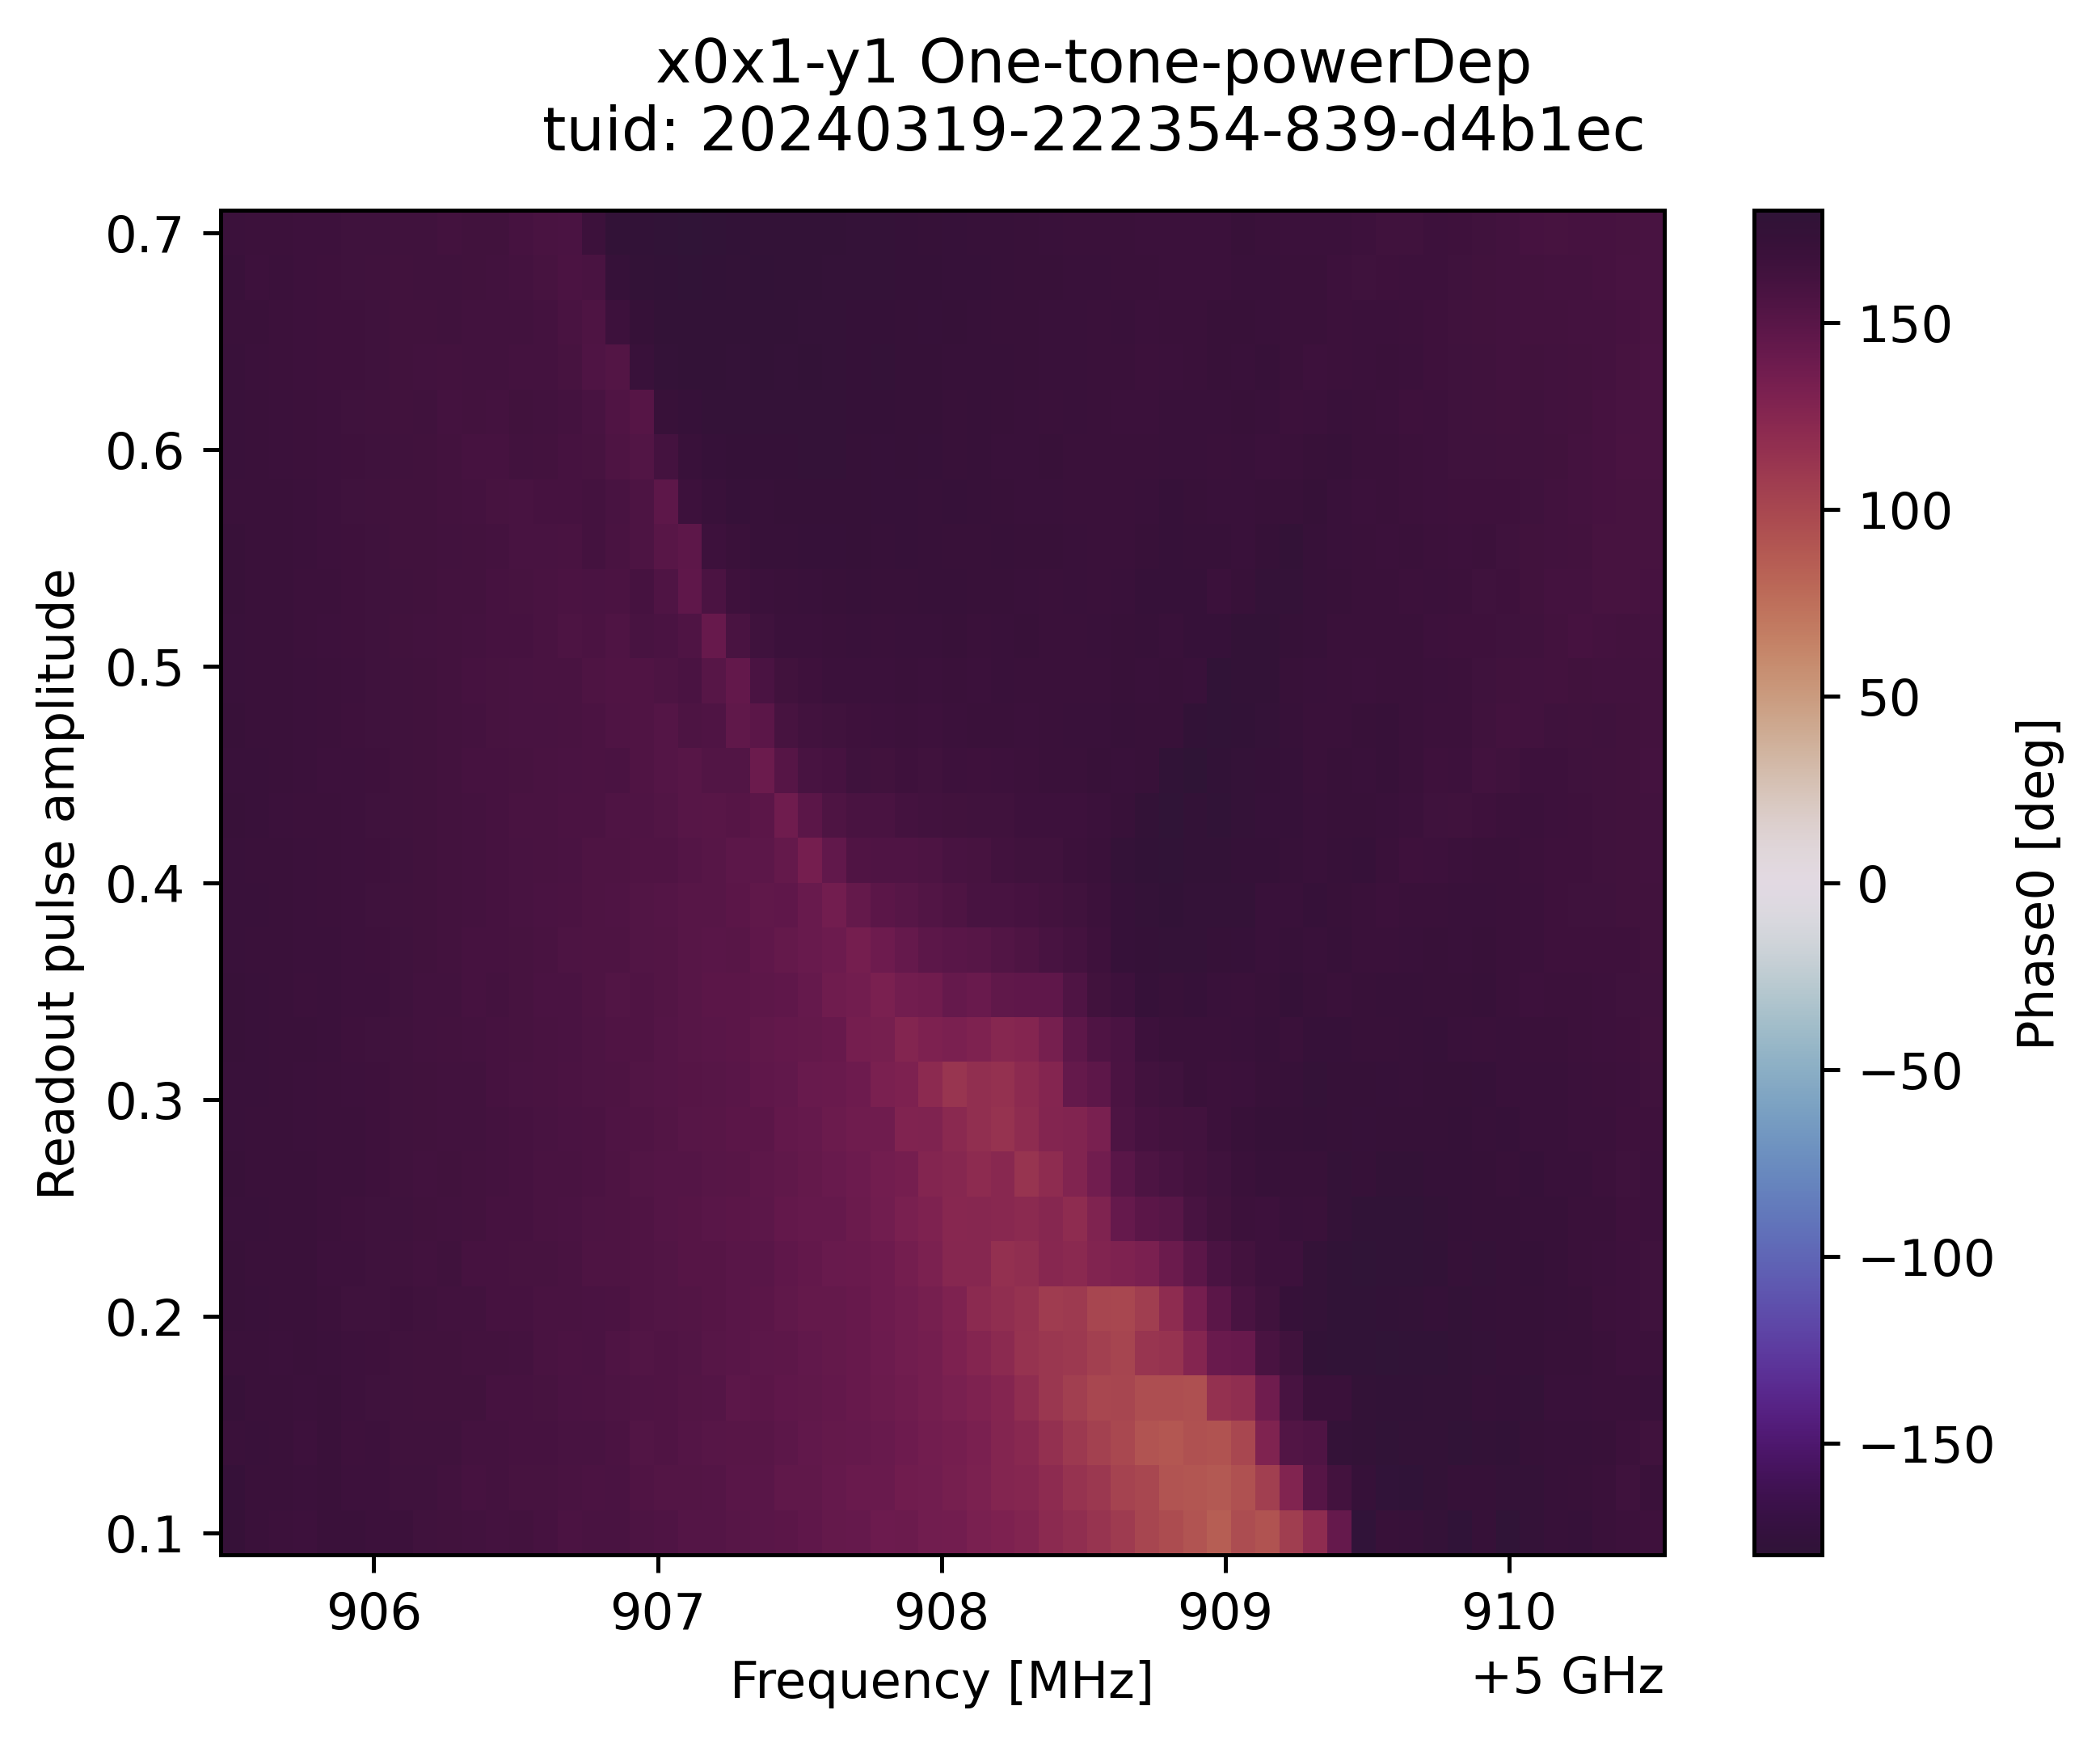 x0x1-y1 One-tone-powerDep
tuid: 20240319-222354-839-d4b1ec
Readout pulse amplitude
0.7
0.6
0.5
0.4
0.3
0.2
0.1
906 907 908 909 910
Frequency [MHz]
+5 GHz
150
100
50
0
−50
−100
−150
Phase0 [deg]